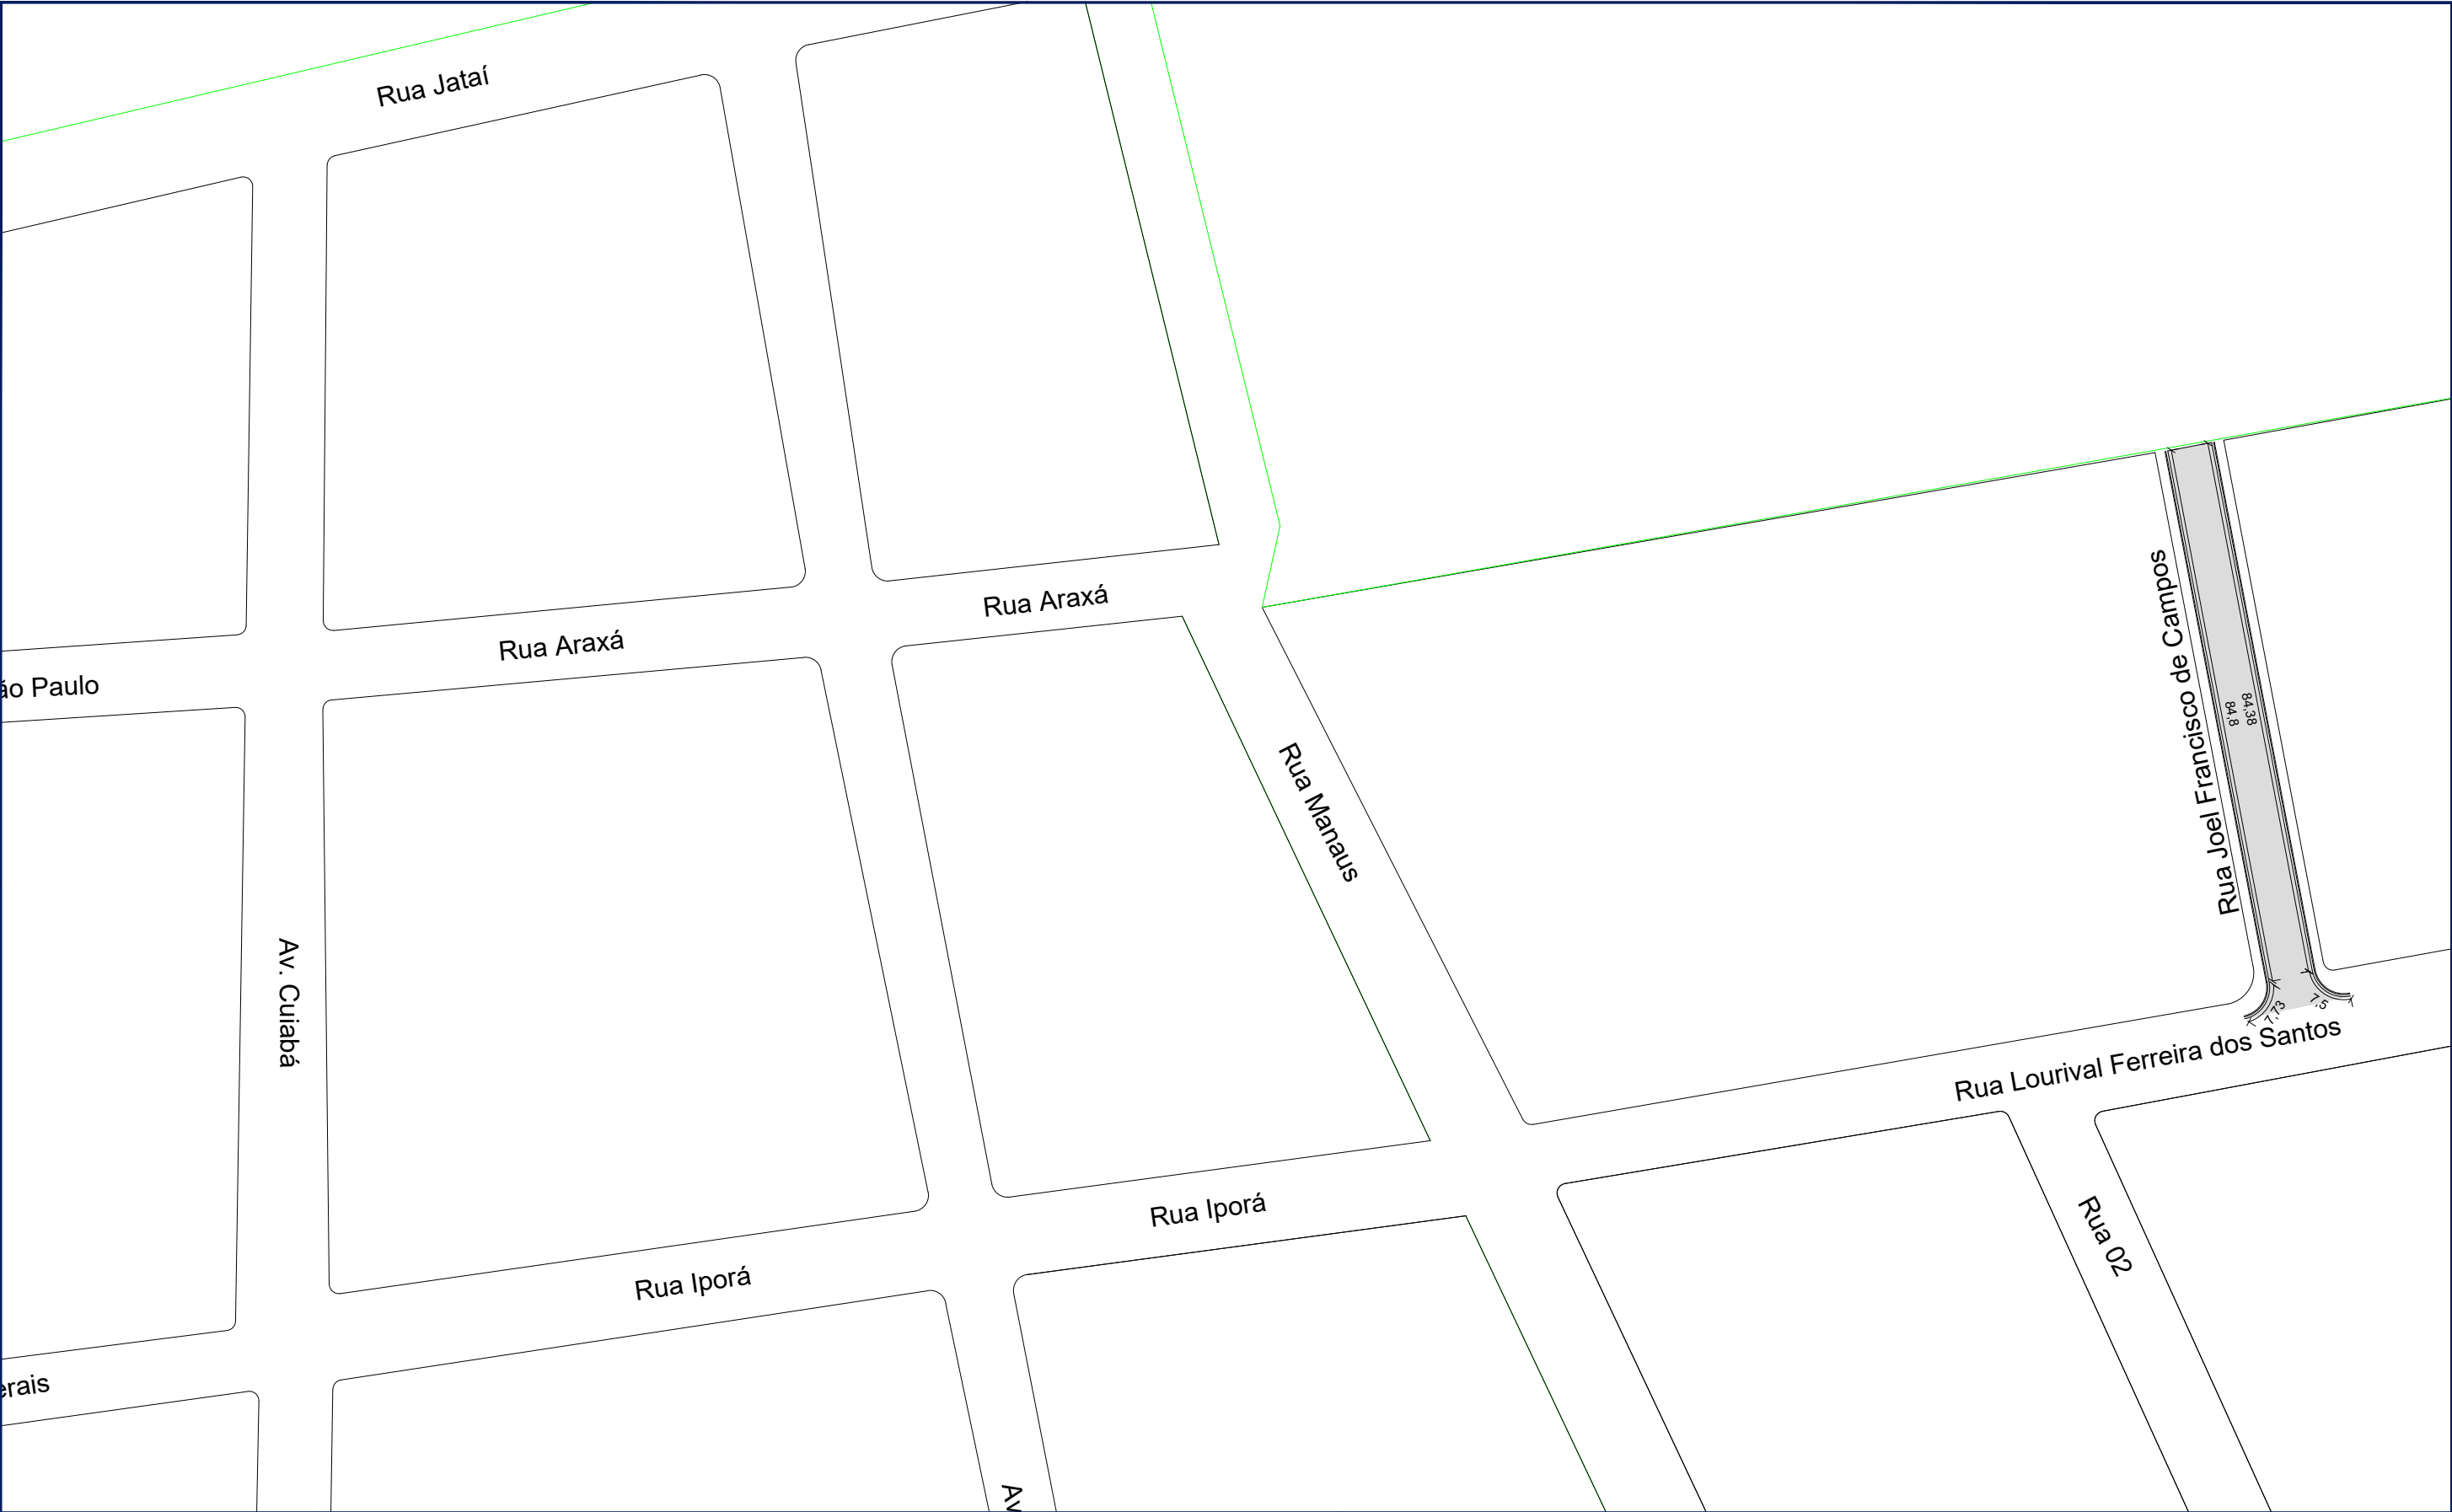 Rua Jataí
Rua Araxá
Rua Araxá
ão Paulo
Rua Joel Francisco de Campos
84,8
84,38
Rua Manaus
Av. Cuiabá
7,73
7,5
Rua Lourival Ferreira dos Santos
Rua Iporá
Rua 02
Rua Iporá
erais
Av